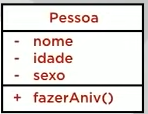 Pessoa
- nome
- idade
- sexo
+ fazerAniv()